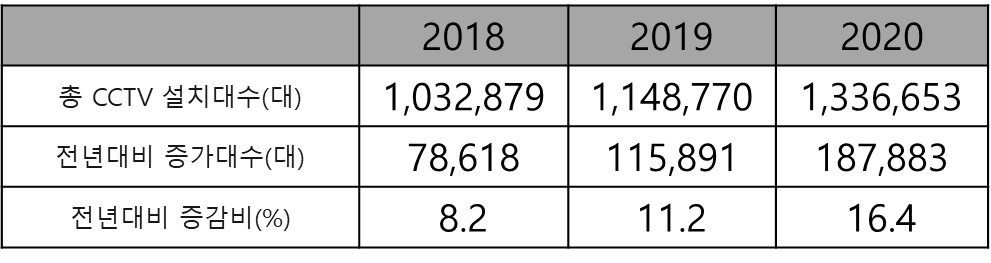 2018 2019 2020
총 CCTV 설치대수(대) 1,032,879 1,148,770 1,336,653
전년대비 증가대수(대) 78,618 115,891 187,883
전년대비 증감비(%) 8.2 11.2 16.4